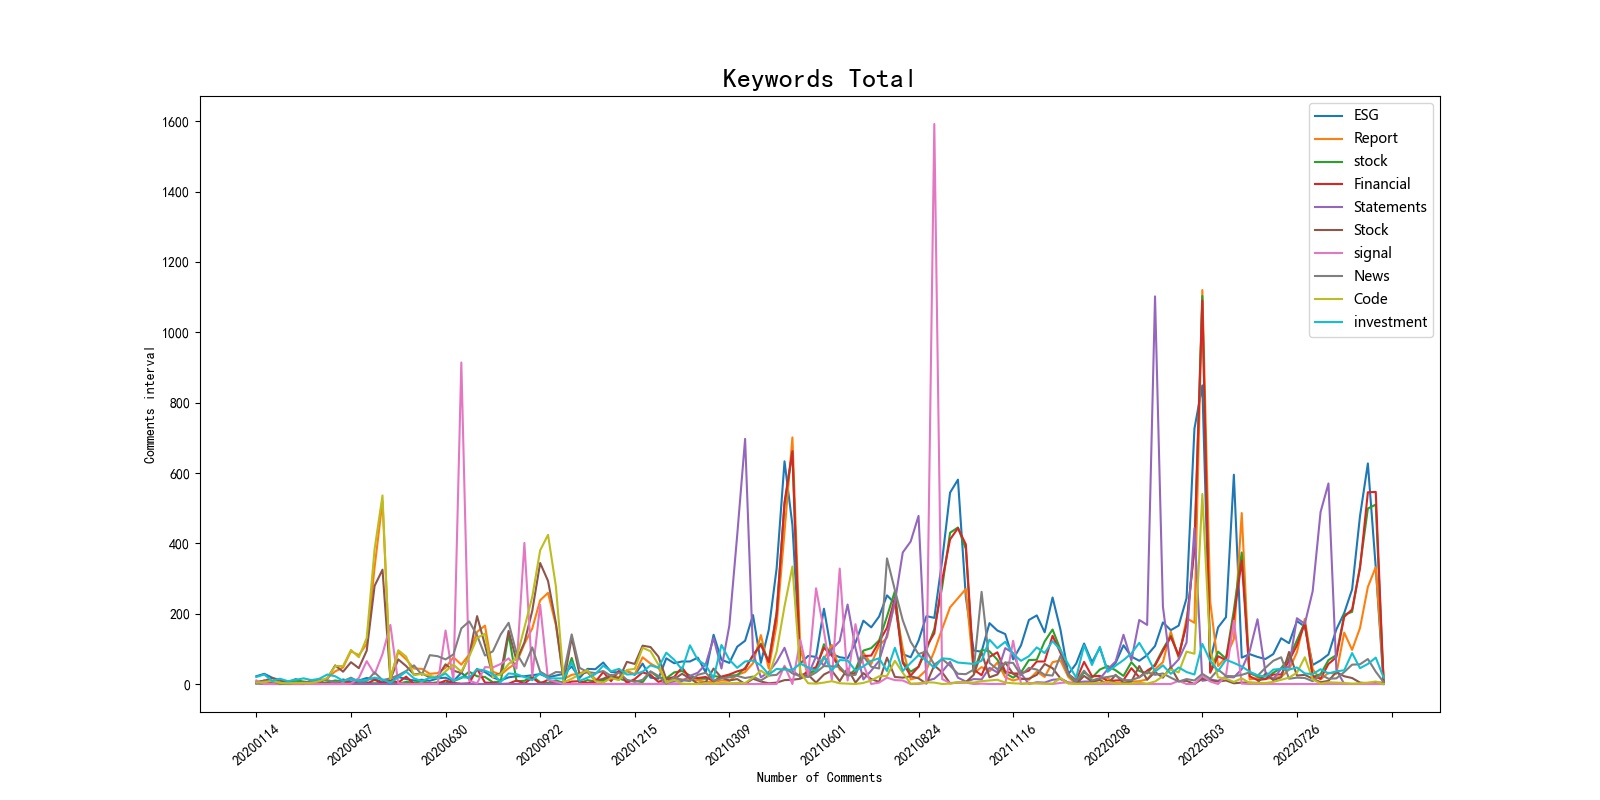 Keywords Total
1600
1400
1200
1000
800
600
400
200
0
Comments interval
ESG
Report
stock
Financial
Statements
Stock
signal
News
Code
investment
20200114
20200407
20200630
20200922
20201215
20210309
20210601
20210824
20211116
20220208
20220503
20220726
Number of Comments